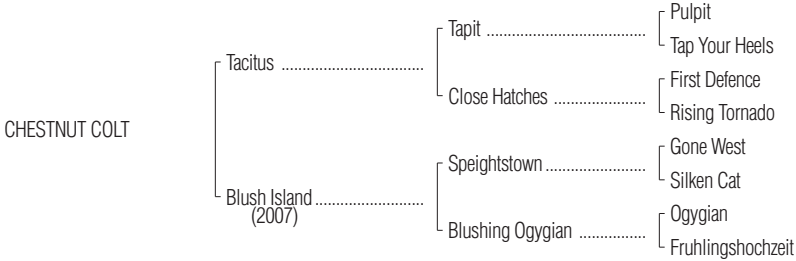 Pulpit
Tapit ......................................
Tap Your Heels
Tacitus ..................................
First Defence
Close Hatches ......................
Rising Tornado
CHESTNUT COLT
Gone West
Speightstown ........................
Silken Cat
Blush Island ..........................
(2007)
Ogygian
Blushing Ogygian ................
Fruhlingshochzeit